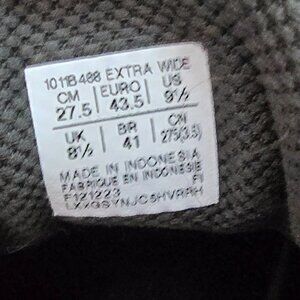 1011B488 EXTRA WIDE
CM EURO US
27.5 43.5 9½
UK BR CN
8½ 41 275(3.5)
MADE IN INDONESIA
FABRIQUE EN INDONESIE
F121223 FI